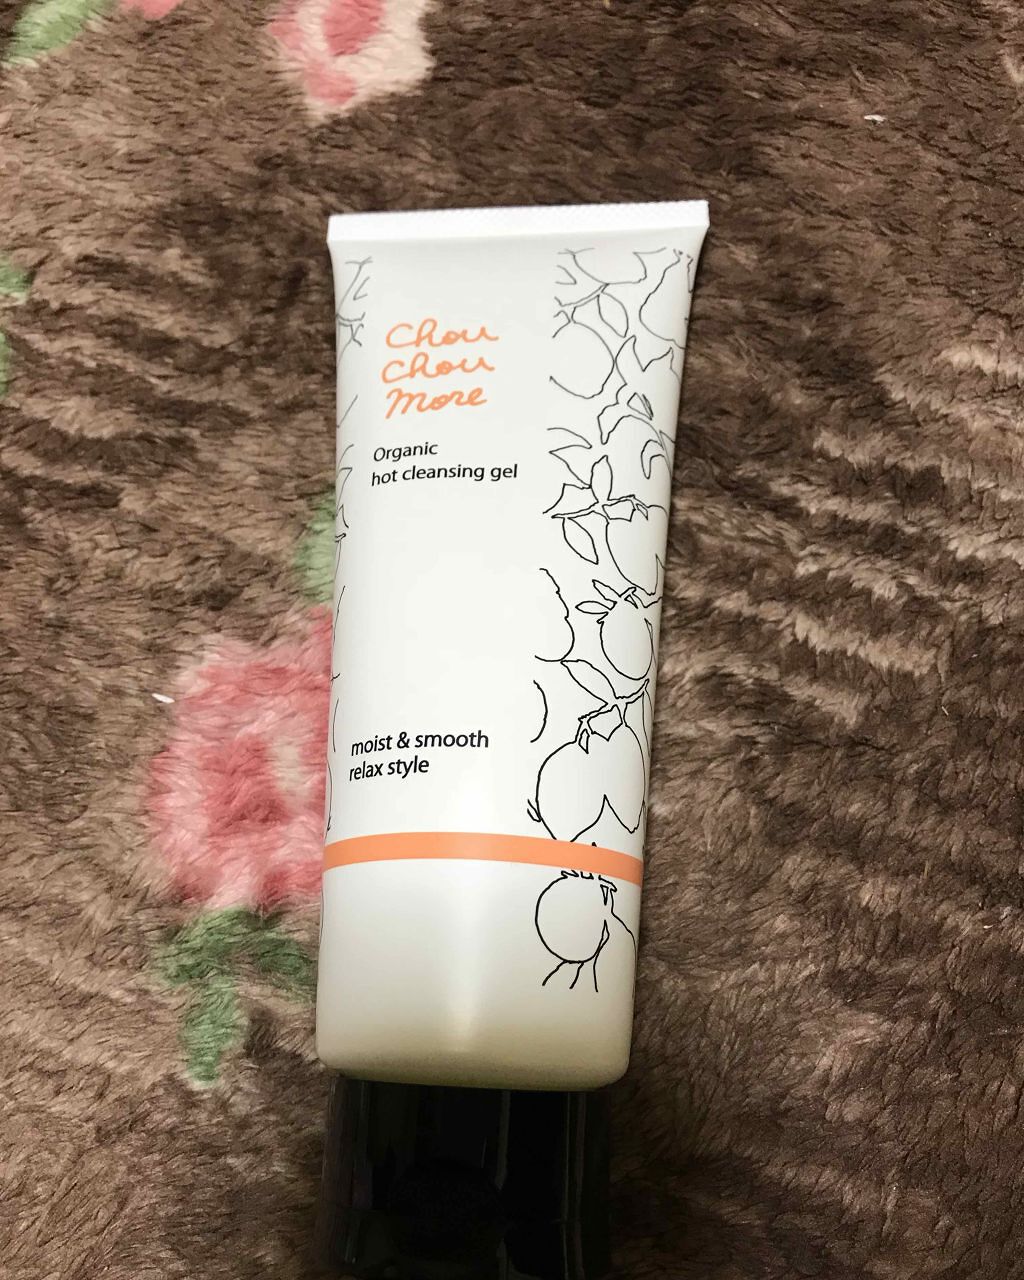 Chou
Chou
more
Organic
hot cleansing gel
moist & smooth
relax style